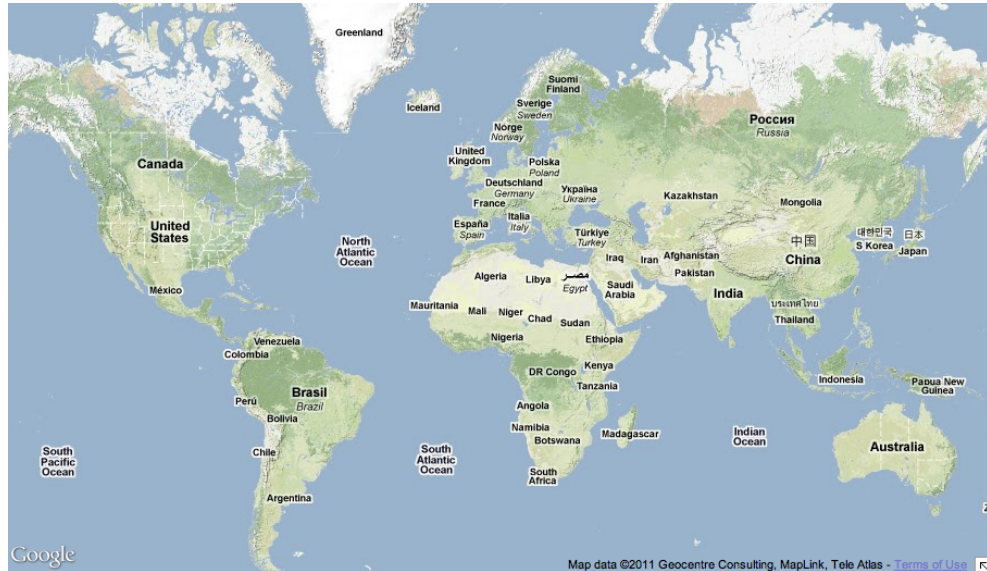 Greenland
Iceland
Suomi
Finland
Sverige
Sweden
Norge
Norway
Россия
Russia
United
Kingdom
Polska
Poland
Deutschland
Germany
Україна
Ukraine
France
Canada
Kazakhstan
Mongolia
United
States
España
Spain
Italia
Italy
Türkiye
Turkey
中国
China
대한민국
S Korea
日本
Japan
North
Atlantic
Ocean
Iraq
Iran
Afghanistan
Pakistan
Algeria
Libya
مصر
Egypt
Saudi
Arabia
India
México
Mauritania
Mali
Niger
Chad
Sudan
ประเทศไทย
Thailand
Nigeria
Ethiopia
Venezuela
Colombia
Kenya
DR Congo
Tanzania
Indonesia
Papua New
Guinea
Brasil
Brazil
Perú
Bolivia
Angola
Namibia
Botswana
Madagascar
Indian
Ocean
Australia
South
Pacific
Ocean
Chile
South
Atlantic
Ocean
South
Africa
Argentina
Google
Map data ©2011 Geocentre Consulting, MapLink, Tele Atlas - Terms of Use